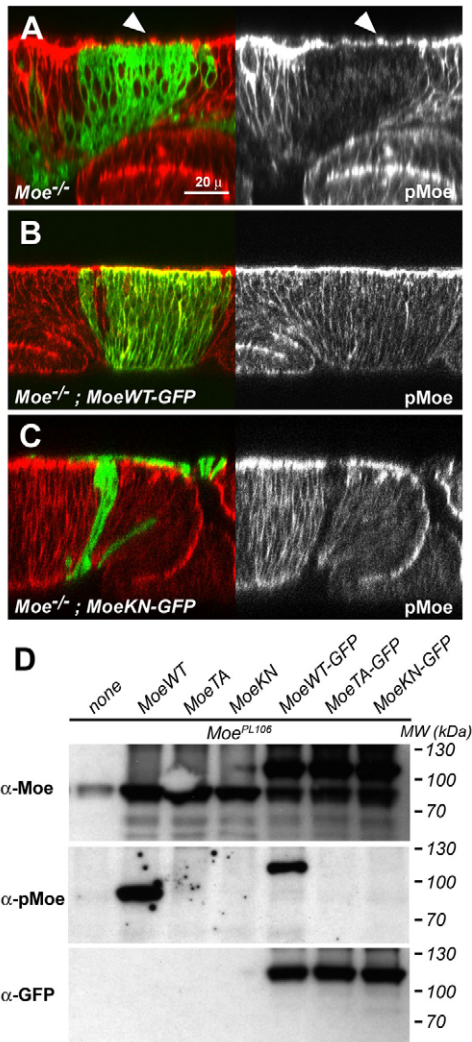 A
Moe-/-
20 μ
pMoe
B
Moe-/- ; MoeWT-GFP
pMoe
C
Moe-/- ; MoeKN-GFP
pMoe
D
none
MoeWT
MoeTA
MoeKN
MoeWT-GFP
MoeTA-GFP
MoeKN-GFP
MoePL106
MW (kDa)
α-Moe
- 130
- 100
- 70
α-pMoe
- 130
- 100
- 70
α-GFP
- 130
- 100
- 70